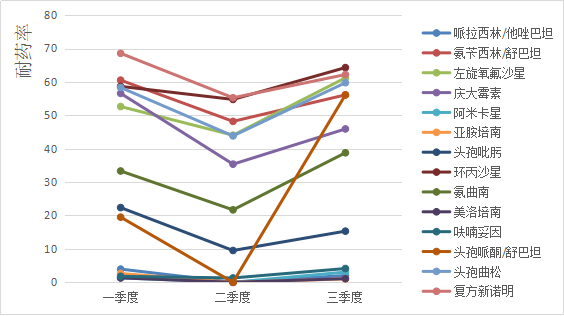 耐药率
80
70
60
50
40
30
20
10
0
一季度 二季度 三季度
哌拉西林/他唑巴坦
氨苄西林/舒巴坦
左旋氧氟沙星
庆大霉素
阿米卡星
亚胺培南
头孢吡肟
环丙沙星
氨曲南
美洛培南
呋喃妥因
头孢哌酮/舒巴坦
头孢曲松
复方新诺明